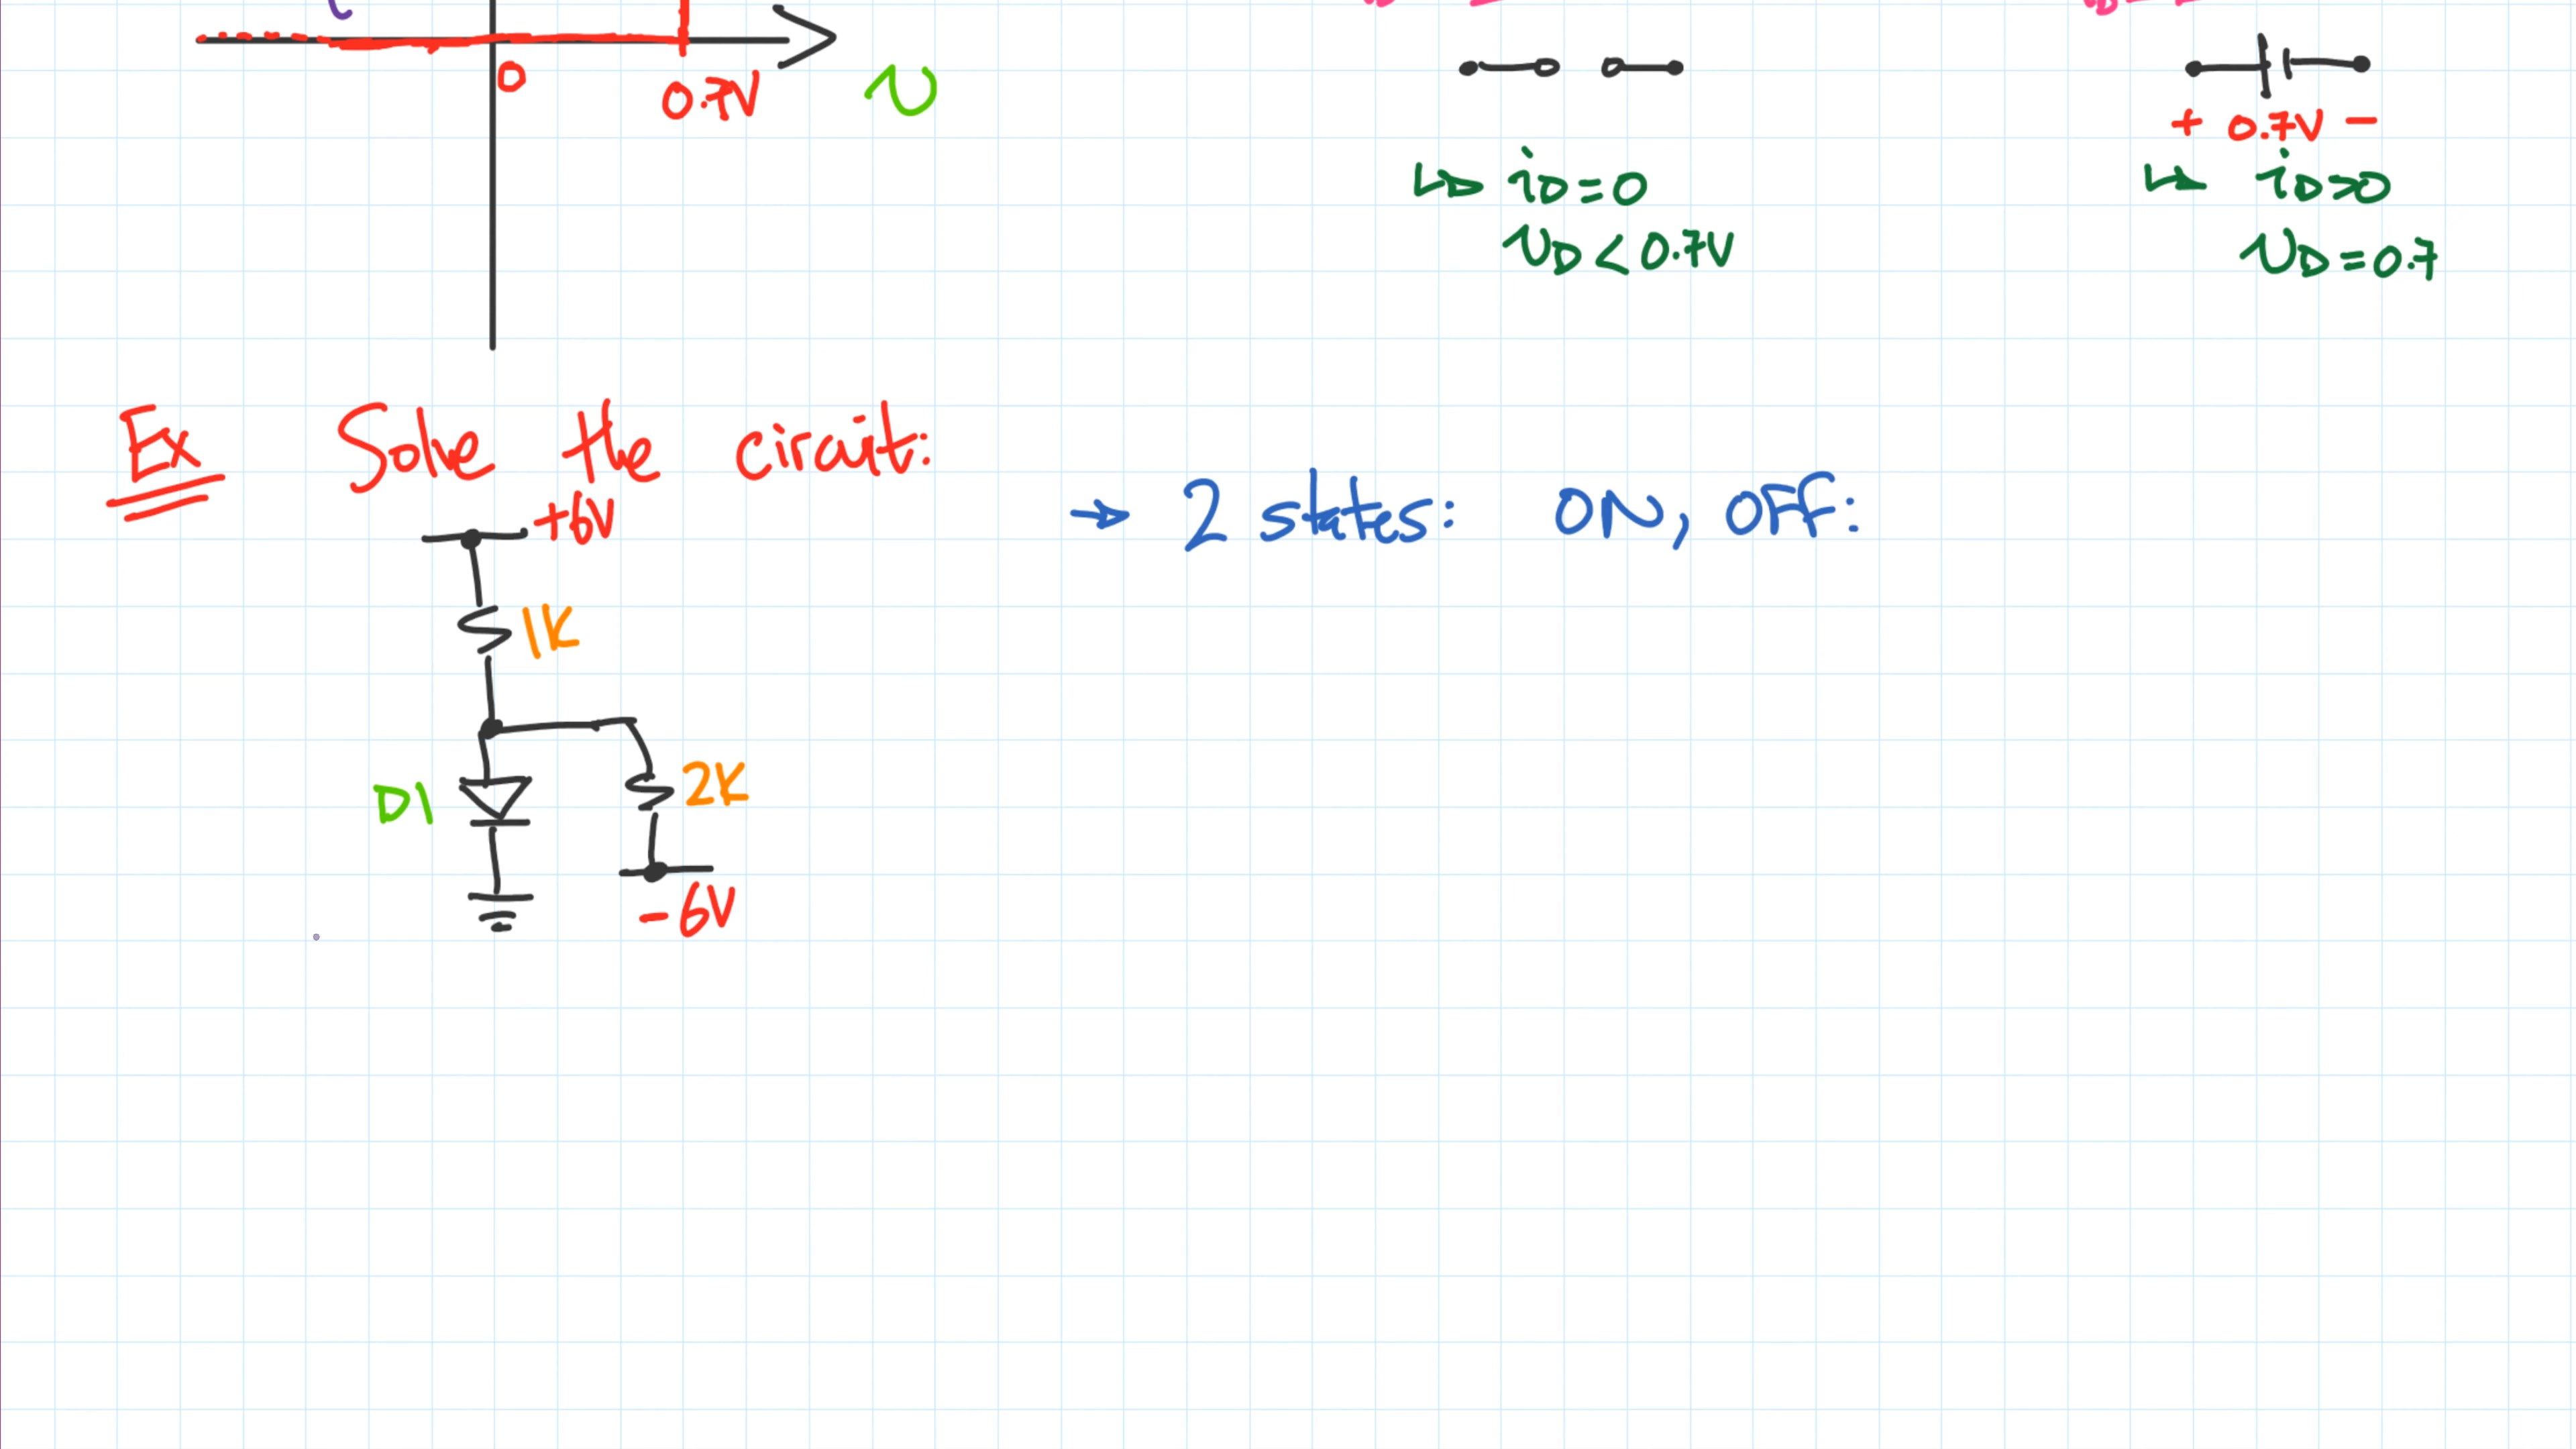 0
0.7V
v
+ 0.7V -
↳ iD=0
vD<0.7V
↳ iD>0
vD=0.7
Ex Solve the circuit:
→ 2 states: ON, OFF:
+6V
1K
D1
2K
-6V